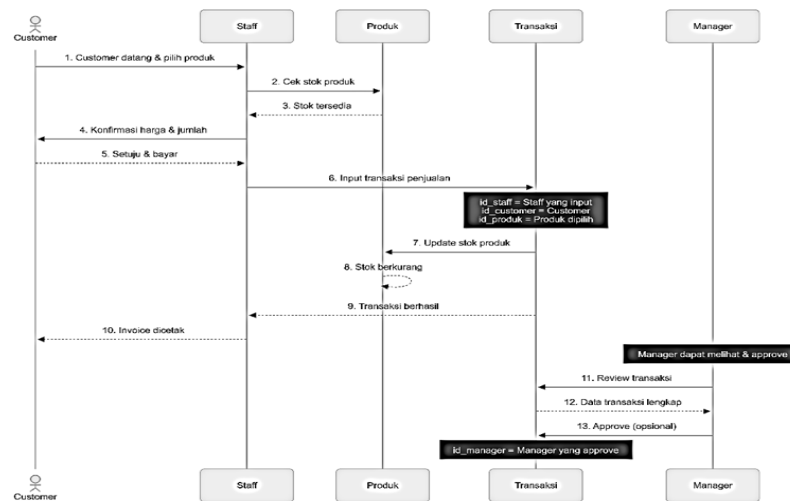 Customer
Staff
Produk
Transaksi
Manager
1. Customer datang & pilih produk
2. Cek stok produk
3. Stok tersedia
4. Konfirmasi harga & jumlah
5. Setuju & bayar
6. Input transaksi penjualan
id_staff = Staff yang input
id_customer = Customer
id_produk = Produk dipilih
7. Update stok produk
8. Stok berkurang
9. Transaksi berhasil
10. Invoice dicetak
Manager dapat melihat & approve
11. Review transaksi
12. Data transaksi lengkap
13. Approve (opsional)
id_manager = Manager yang approve
Customer
Staff
Produk
Transaksi
Manager